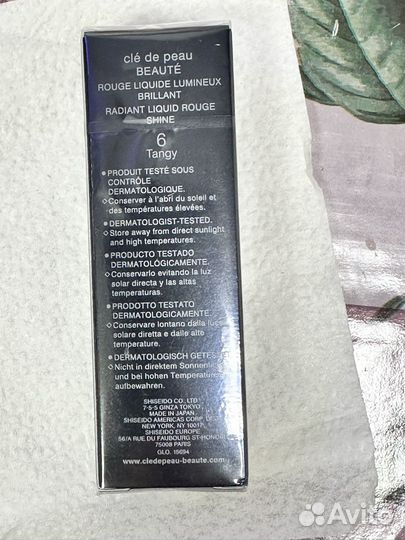 clé de peau
BEAUTÉ
ROUGE LIQUIDE LUMINEUX
BRILLANT
RADIANT LIQUID ROUGE
SHINE
6
Tangy
●PRODUIT TESTÉ SOUS
CONTRÔLE
DERMATOLOGIQUE.
◇Conserver à l'abri du soleil et
des températures élevées.
●DERMATOLOGIST-TESTED.
◇Store away from direct sunlight
and high temperatures.
●PRODUCTO TESTADO
DERMATOLÓGICAMENTE.
◇Conservarlo evitando la luz
solar directa y las altas
temperaturas.
●PRODOTTO TESTATO
DERMATOLOGICAMENTE.
◇Conservare lontano dalla luce
solare diretta e dalle alte
temperature.
●DERMATOLOGISCH GETESTET
◇Nicht in direktem Sonnenlicht
und bei hohen Temperaturen
aufbewahren.
SHISEIDO CO. LTD
7-5-5 GINZA TOKYO
MADE IN JAPAN
SHISEIDO AMERICAS CORP. DIST
NEW YORK, NY 10017
SHISEIDO EUROPE
56/A RUE DU FAUBOURG ST-HONORÉ
75008 PARIS
GLO. 15694
www.cledepeau-beaute.com
Avito